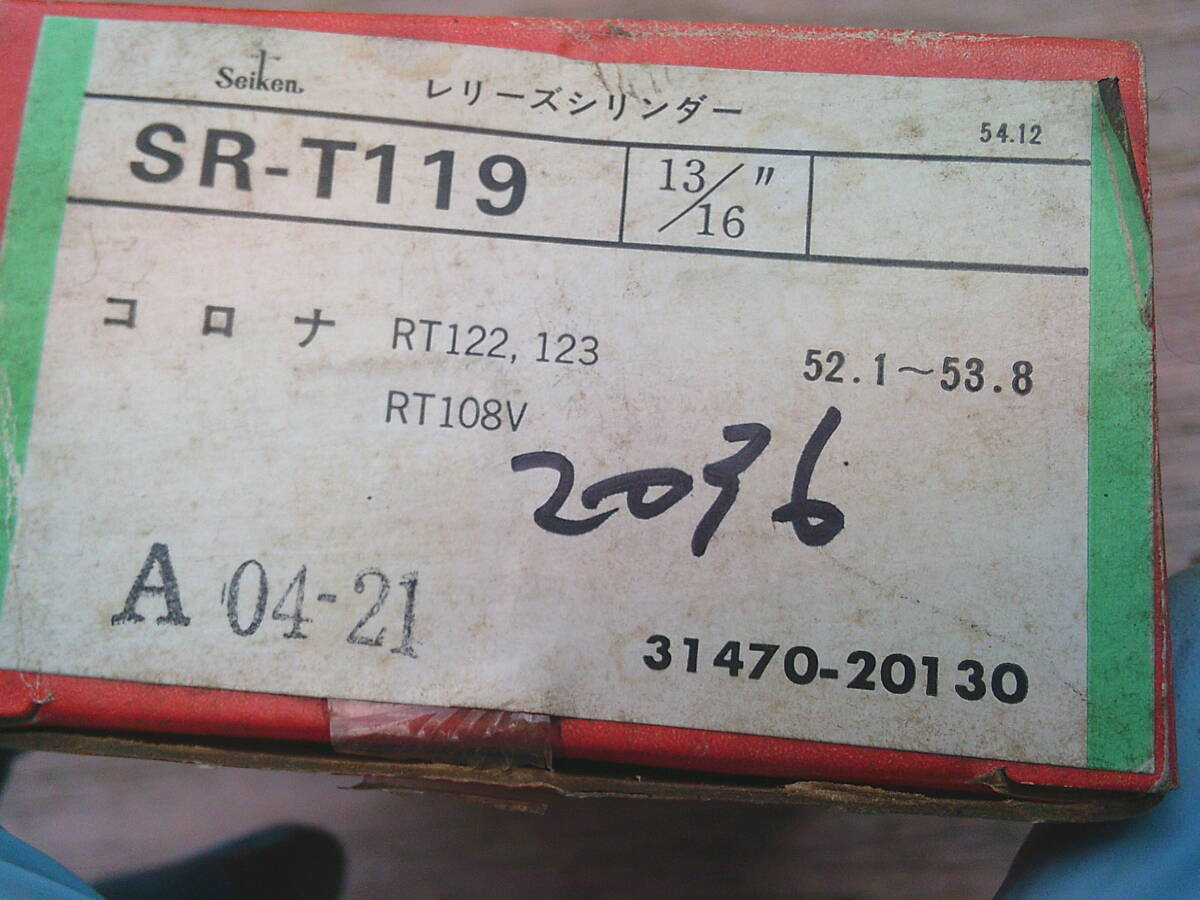 Seiken レリーズシリンダー 54.12
SR-T119 13/16"
コロナ RT122, 123 52.1～53.8
RT108V
2036
A 04-21
31470-20130